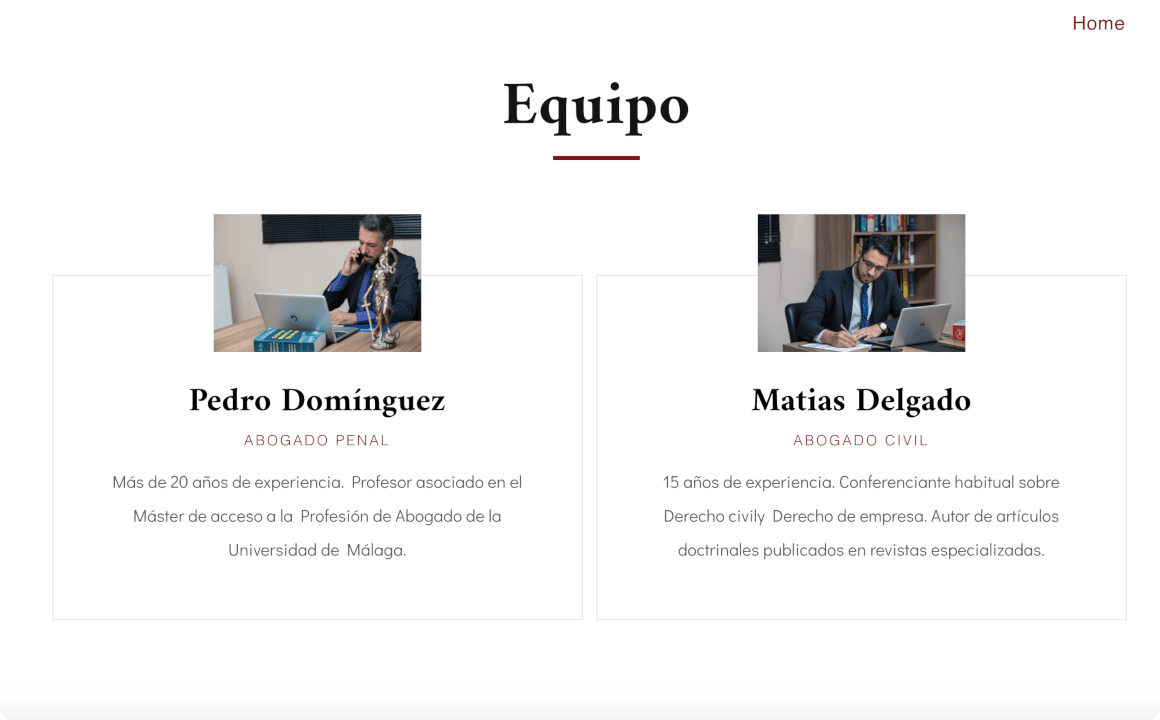 Home
Equipo
Pedro Domínguez
ABOGADO PENAL
Más de 20 años de experiencia. Profesor asociado en el
Máster de acceso a la Profesión de Abogado de la
Universidad de Málaga.
Matias Delgado
ABOGADO CIVIL
15 años de experiencia. Conferenciante habitual sobre
Derecho civily Derecho de empresa. Autor de artículos
doctrinales publicados en revistas especializadas.